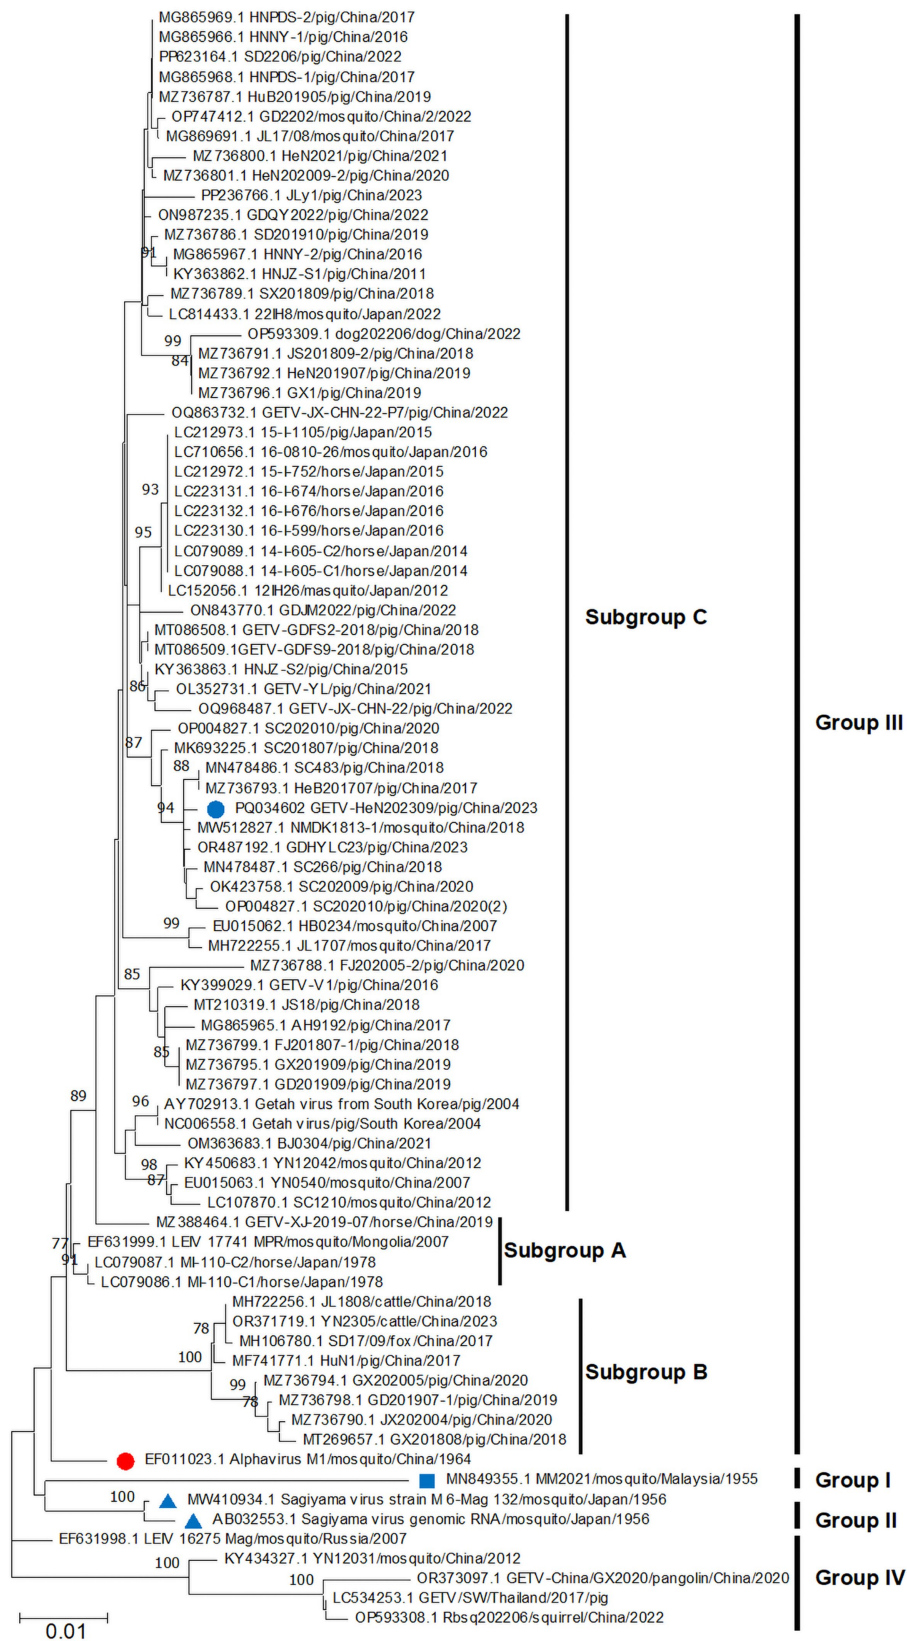 MG865969.1 HNPDS-2/pig/China/2017
MG865966.1 HNNY-1/pig/China/2016
PP623164.1 SD2206/pig/China/2022
MG865968.1 HNPDS-1/pig/China/2017
MZ736787.1 HuB201905/pig/China/2019
OP747412.1 GD2202/mosquito/China/2/2022
MG869691.1 JL17/08/mosquito/China/2017
MZ736800.1 HeN2021/pig/China/2021
MZ736801.1 HeN202009-2/pig/China/2020
PP236766.1 JLy1/pig/China/2023
ON987235.1 GDQY2022/pig/China/2022
MZ736786.1 SD201910/pig/China/2019
91
MG865967.1 HNNY-2/pig/China/2016
KY363862.1 HNJZ-S1/pig/China/2011
MZ736789.1 SX201809/pig/China/2018
LC814433.1 22IH8/mosquito/Japan/2022
OP593309.1 dog202206/dog/China/2022
99
MZ736791.1 JS201809-2/pig/China/2018
84
MZ736792.1 HeN201907/pig/China/2019
MZ736796.1 GX1/pig/China/2019
OQ863732.1 GETV-JX-CHN-22-P7/pig/China/2022
LC212973.1 15-I-1105/pig/Japan/2015
LC710656.1 16-0810-26/mosquito/Japan/2016
LC212972.1 15-I-752/horse/Japan/2015
93
LC223131.1 16-I-674/horse/Japan/2016
LC223132.1 16-I-676/horse/Japan/2016
95
LC223130.1 16-I-599/horse/Japan/2016
LC079089.1 14-I-605-C2/horse/Japan/2014
LC079088.1 14-I-605-C1/horse/Japan/2014
LC152056.1 12IH26/masquito/Japan/2012
ON843770.1 GDJM2022/pig/China/2022
Subgroup C
MT086508.1 GETV-GDFS2-2018/pig/China/2018
MT086509.1GETV-GDFS9-2018/pig/China/2018
KY363863.1 HNJZ-S2/pig/China/2015
86
OL352731.1 GETV-YL/pig/China/2021
OQ968487.1 GETV-JX-CHN-22/pig/China/2022
Group III
OP004827.1 SC202010/pig/China/2020
87
MK693225.1 SC201807/pig/China/2018
88
MN478486.1 SC483/pig/China/2018
MZ736793.1 HeB201707/pig/China/2017
94
PQ034602 GETV-HeN202309/pig/China/2023
MW512827.1 NMDK1813-1/mosquito/China/2018
OR487192.1 GDHYLC23/pig/China/2023
MN478487.1 SC266/pig/China/2018
OK423758.1 SC202009/pig/China/2020
OP004827.1 SC202010/pig/China/2020(2)
99
EU015062.1 HB0234/mosquito/China/2007
MH722255.1 JL1707/mosquito/China/2017
MZ736788.1 FJ202005-2/pig/China/2020
85
KY399029.1 GETV-V1/pig/China/2016
MT210319.1 JS18/pig/China/2018
MG865965.1 AH9192/pig/China/2017
MZ736799.1 FJ201807-1/pig/China/2018
85
MZ736795.1 GX201909/pig/China/2019
MZ736797.1 GD201909/pig/China/2019
89
96
AY702913.1 Getah virus from South Korea/pig/2004
NC006558.1 Getah virus/pig/South Korea/2004
OM363683.1 BJ0304/pig/China/2021
98
KY450683.1 YN12042/mosquito/China/2012
87
EU015063.1 YN0540/mosquito/China/2007
LC107870.1 SC1210/mosquito/China/2012
MZ388464.1 GETV-XJ-2019-07/horse/China/2019
77
EF631999.1 LEIV 17741 MPR/mosquito/Mongolia/2007
Subgroup A
91
LC079087.1 MI-110-C2/horse/Japan/1978
LC079086.1 MI-110-C1/horse/Japan/1978
MH722256.1 JL1808/cattle/China/2018
OR371719.1 YN2305/cattle/China/2023
78
MH106780.1 SD17/09/fox/China/2017
100
MF741771.1 HuN1/pig/China/2017
Subgroup B
99
MZ736794.1 GX202005/pig/China/2020
78
MZ736798.1 GD201907-1/pig/China/2019
MZ736790.1 JX202004/pig/China/2020
MT269657.1 GX201808/pig/China/2018
EF011023.1 Alphavirus M1/mosquito/China/1964
MN849355.1 MM2021/mosquito/Malaysia/1955
Group I
100
MW410934.1 Sagiyama virus strain M 6-Mag 132/mosquito/Japan/1956
AB032553.1 Sagiyama virus genomic RNA/mosquito/Japan/1956
Group II
EF631998.1 LEIV 16275 Mag/mosquito/Russia/2007
100
KY434327.1 YN12031/mosquito/China/2012
100
OR373097.1 GETV-China/GX2020/pangolin/China/2020
Group IV
LC534253.1 GETV/SW/Thailand/2017/pig
OP593308.1 Rbsq202206/squirrel/China/2022
0.01